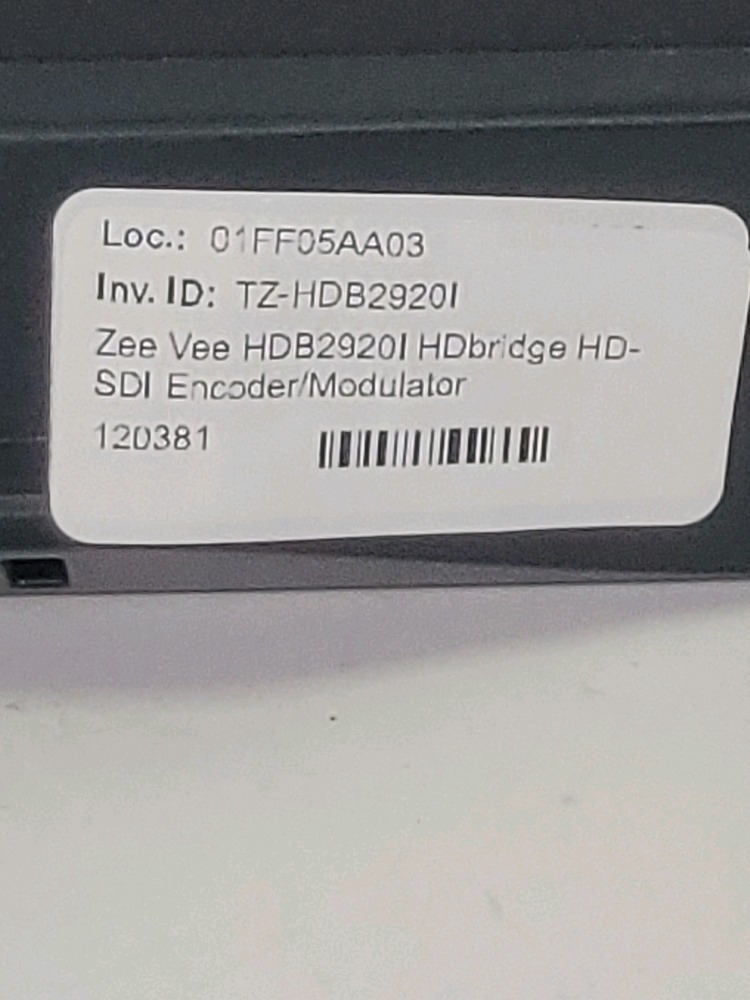 Loc.: 01FF05AA03
Inv. ID: TZ-HDB2920I
Zee Vee HDB2920I HDbridge HD-
SDI Encoder/Modulator
120381